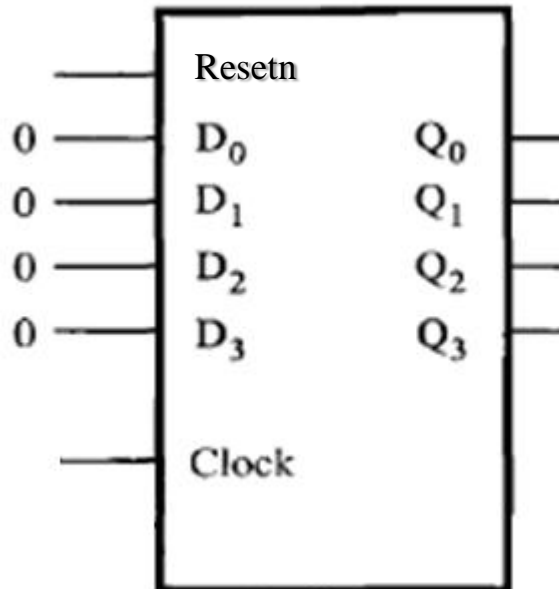 Resetn
0 D0 Q0
0 D1 Q1
0 D2 Q2
0 D3 Q3
Clock